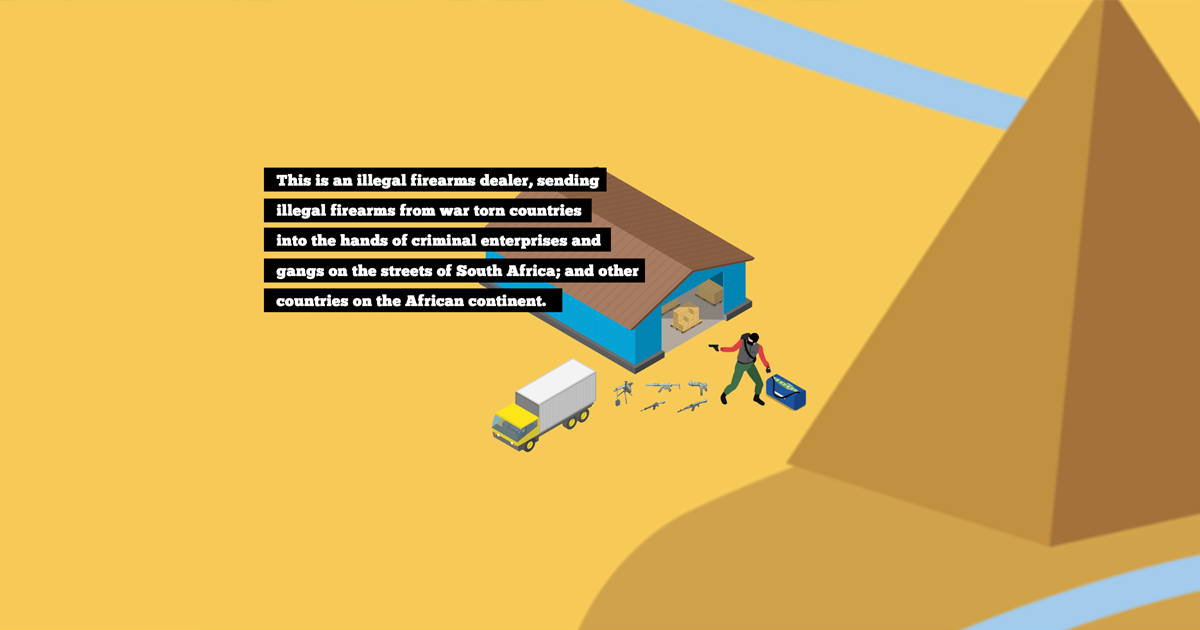 This is an illegal firearms dealer, sending
illegal firearms from war torn countries
into the hands of criminal enterprises and
gangs on the streets of South Africa; and other
countries on the African continent.